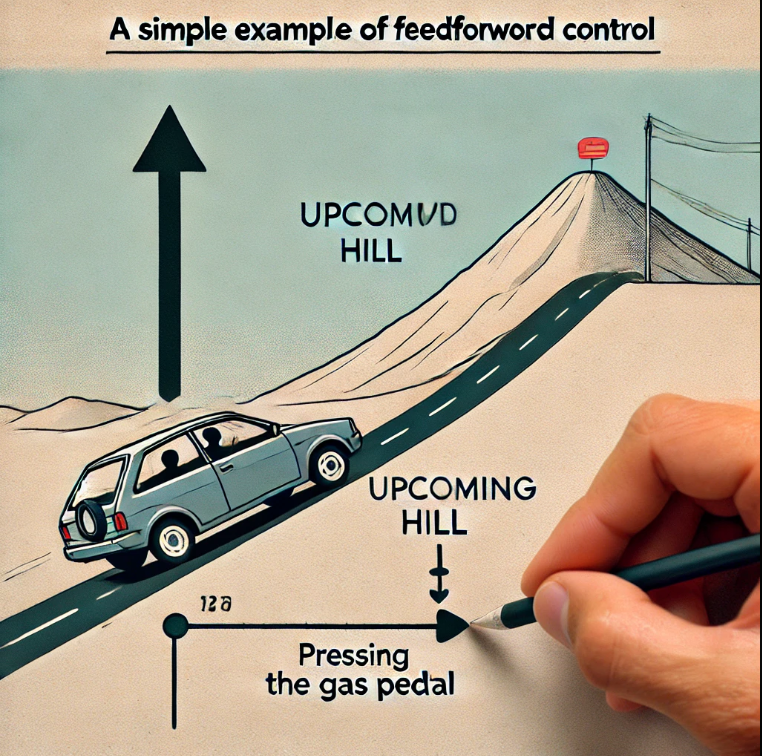 A simple example of feedforword control
UPCOMUD
HILL
UPCOMING
HILL
Pressing
the gas pedal